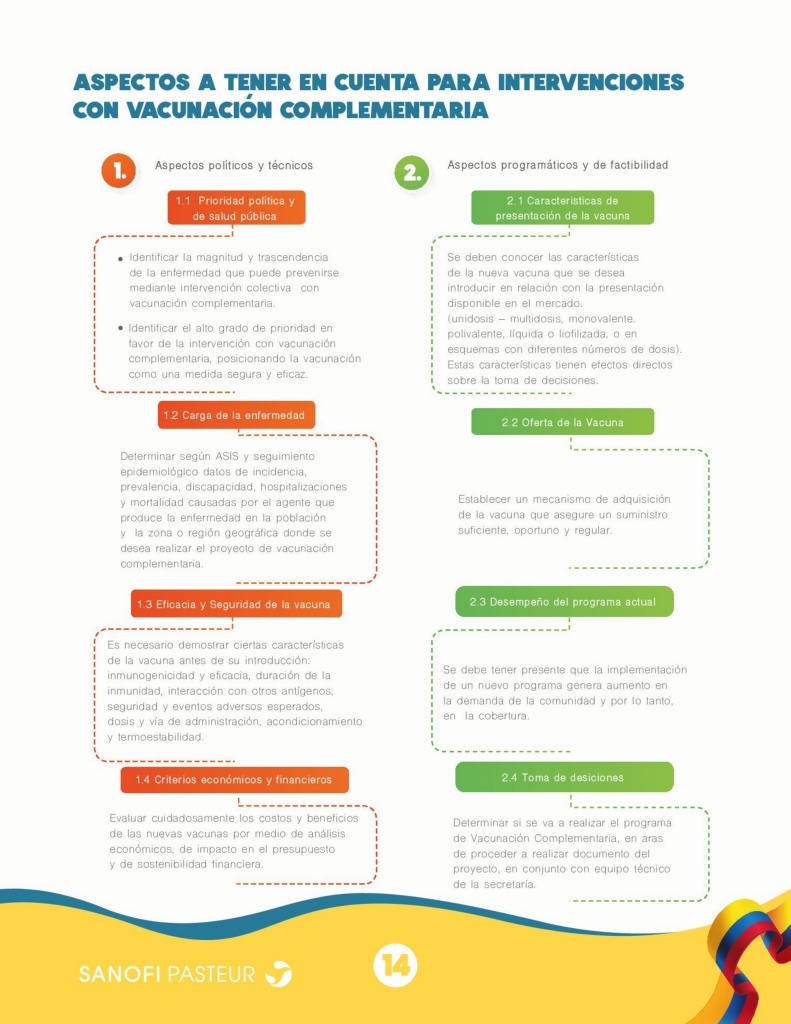 ASPECTOS A TENER EN CUENTA PARA INTERVENCIONES
CON VACUNACIÓN COMPLEMENTARIA
1.
Aspectos políticos y técnicos
1.1 Prioridad política y
de salud pública
• Identificar la magnitud y trascendencia
de la enfermedad que puede prevenirse
mediante intervención colectiva con
vacunación complementaria.
• Identificar el alto grado de prioridad en
favor de la intervención con vacunación
complementaria, posicionando la vacunación
como una medida segura y eficaz.
1.2 Carga de la enfermedad
Determinar según ASIS y seguimiento
epidemiológico datos de incidencia,
prevalencia, discapacidad, hospitalizaciones
y mortalidad causadas por el agente que
produce la enfermedad en la población
y la zona o región geográfica donde se
desea realizar el proyecto de vacunación
complementaria.
1.3 Eficacia y Seguridad de la vacuna
Es necesario demostrar ciertas características
de la vacuna antes de su introducción:
inmunogenicidad y eficacia, duración de la
inmunidad, interacción con otros antígenos,
seguridad y eventos adversos esperados,
dosis y vía de administración, acondicionamiento
y termoestabilidad.
1.4 Criterios económicos y financieros
Evaluar cuidadosamente los costos y beneficios
de las nuevas vacunas por medio de análisis
económicos, de impacto en el presupuesto
y de sostenibilidad financiera.
2.
Aspectos programáticos y de factibilidad
2.1 Caracteristicas de
presentación de la vacuna
Se deben conocer las características
de la nueva vacuna que se desea
introducir en relación con la presentación
disponible en el mercado.
(unidosis – multidosis, monovalente.
polivalente, líquida o liofilizada, o en
esquemas con diferentes números de dosis).
Estas características tienen efectos directos
sobre la toma de decisiones.
2.2 Oferta de la Vacuna
Establecer un mecanismo de adquisición
de la vacuna que asegure un suministro
suficiente, oportuno y regular.
2.3 Desempeño del programa actual
Se debe tener presente que la implementación
de un nuevo programa genera aumento en
la demanda de la comunidad y por lo tanto,
en la cobertura.
2.4 Toma de desiciones
Determinar si se va a realizar el programa
de Vacunación Complementaria, en aras
de proceder a realizar documento del
proyecto, en conjunto con equipo técnico
de la secretaría.
SANOFI PASTEUR
14